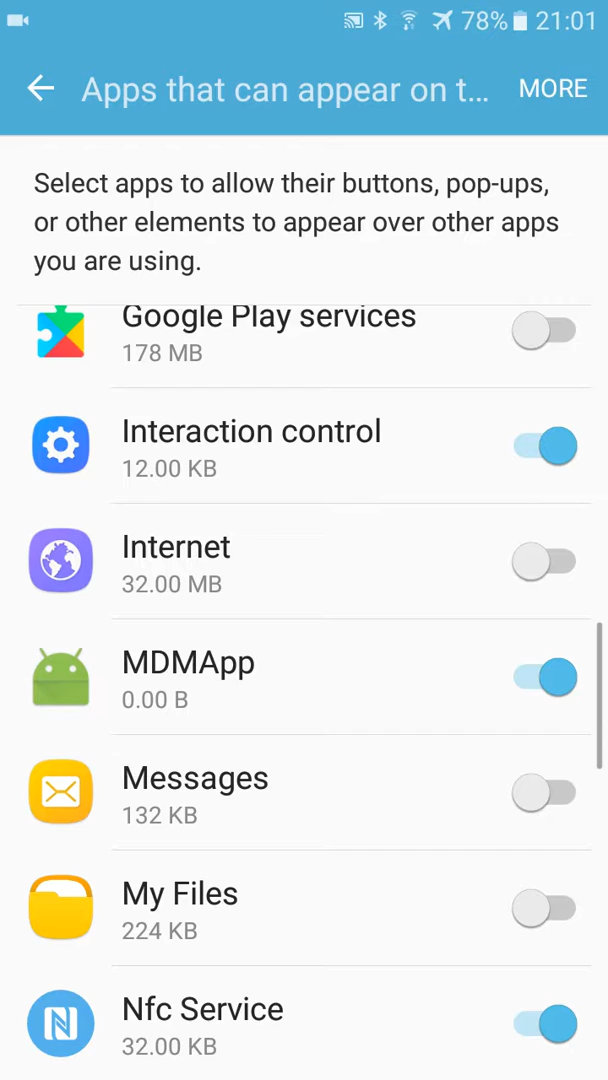 78% 21:01
Apps that can appear on t... MORE
Select apps to allow their buttons, pop-ups,
or other elements to appear over other apps
you are using.
Google Play services
178 MB
Interaction control
12.00 KB
Internet
32.00 MB
MDMApp
0.00 B
Messages
132 KB
My Files
224 KB
Nfc Service
32.00 KB